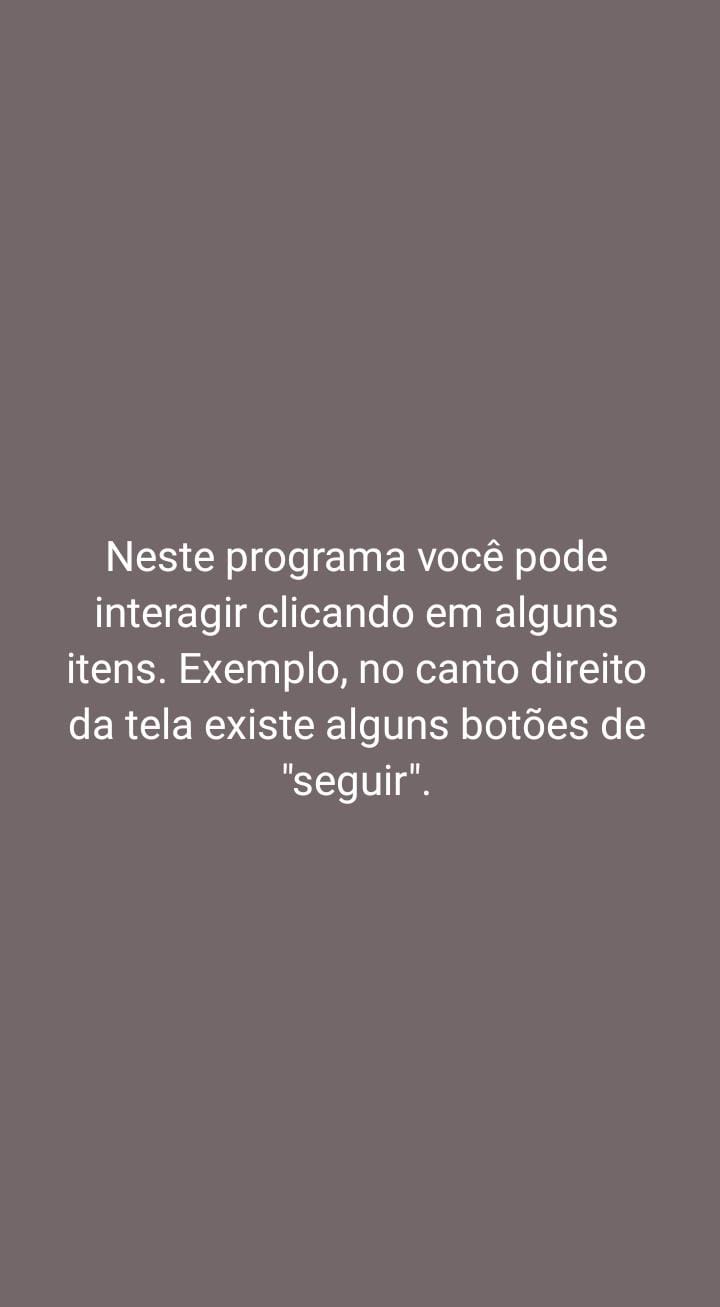 Neste programa você pode
interagir clicando em alguns
itens. Exemplo, no canto direito
da tela existe alguns botões de
"seguir".